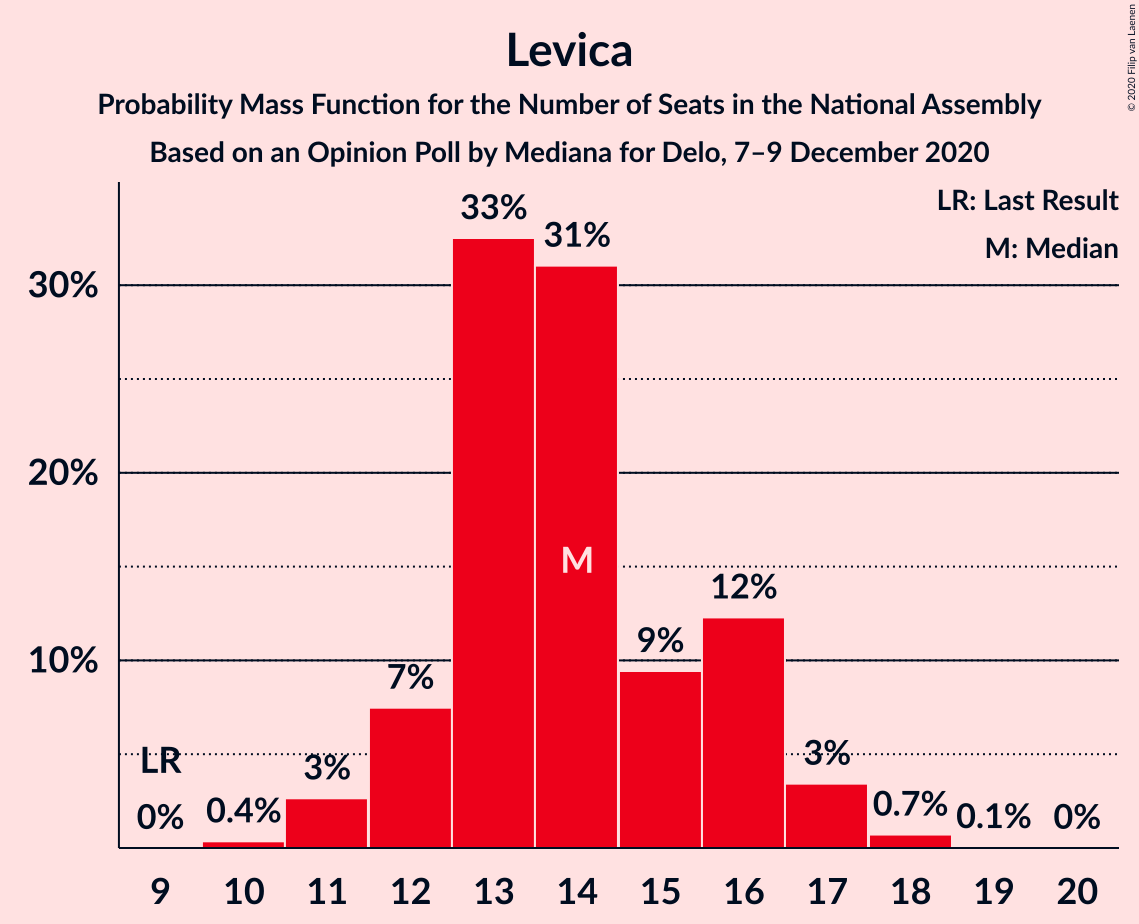 Levica
Probability Mass Function for the Number of Seats in the National Assembly
Based on an Opinion Poll by Mediana for Delo, 7–9 December 2020
© 2020 Filip van Laenen
LR: Last Result
M: Median
33%
31%
30%
20%
M
12%
9%
10%
7%
LR
3%
3%
0%
0.4%
0.7%
0.1%
0%
9 10 11 12 13 14 15 16 17 18 19 20